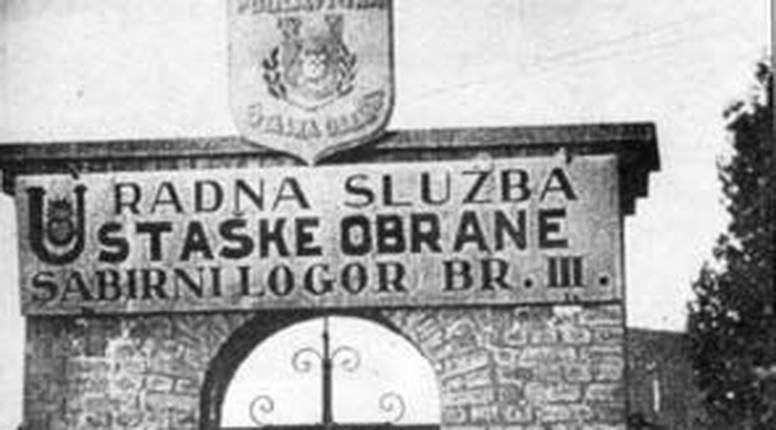 RADNA SLUŽBA
USTAŠKE OBRANE
SABIRNI LOGOR BR. III.